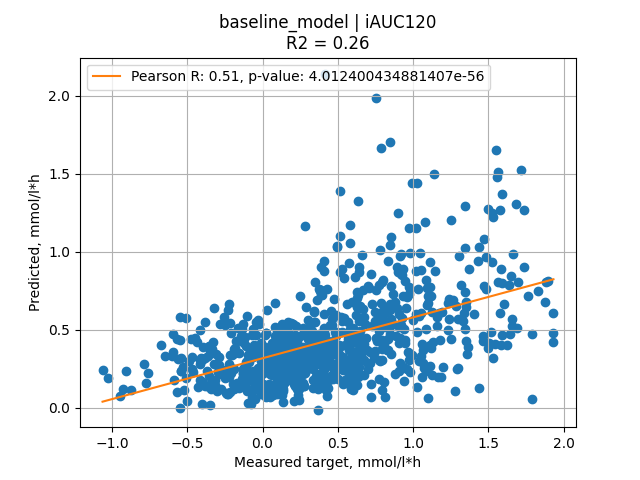 baseline_model | iAUC120
R2 = 0.26
Pearson R: 0.51, p-value: 4.012400434881407e-56
2.0
1.5
1.0
0.5
0.0
Predicted, mmol/l*h
−1.0 −0.5 0.0 0.5 1.0 1.5 2.0
Measured target, mmol/l*h